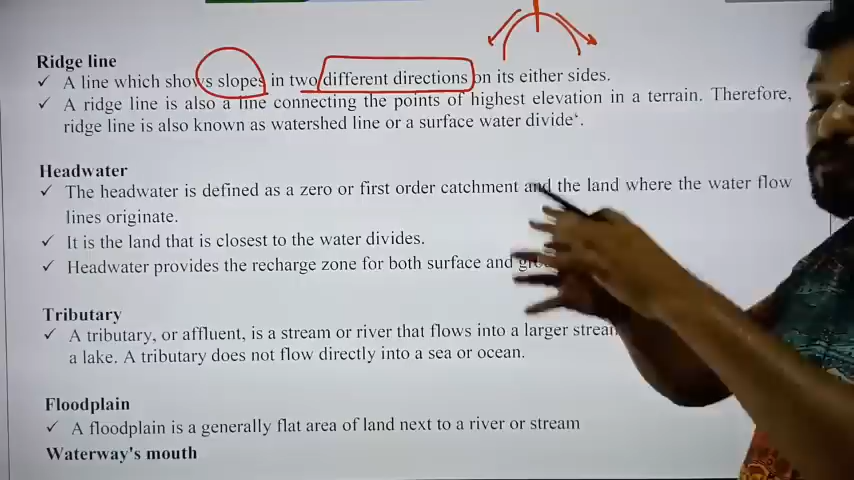 Ridge line
✓ A line which shows slopes in two different directions on its either sides.
✓ A ridge line is also a line connecting the points of highest elevation in a terrain. Therefore,
ridge line is also known as watershed line or a surface water divide‘.
Headwater
✓ The headwater is defined as a zero or first order catchment and the land where the water flow
lines originate.
✓ It is the land that is closest to the water divides.
✓ Headwater provides the recharge zone for both surface and
Tributary
✓ A tributary, or affluent, is a stream or river that flows into a larger
a lake. A tributary does not flow directly into a sea or ocean.
Floodplain
✓ A floodplain is a generally flat area of land next to a river or stream
Waterway's mouth